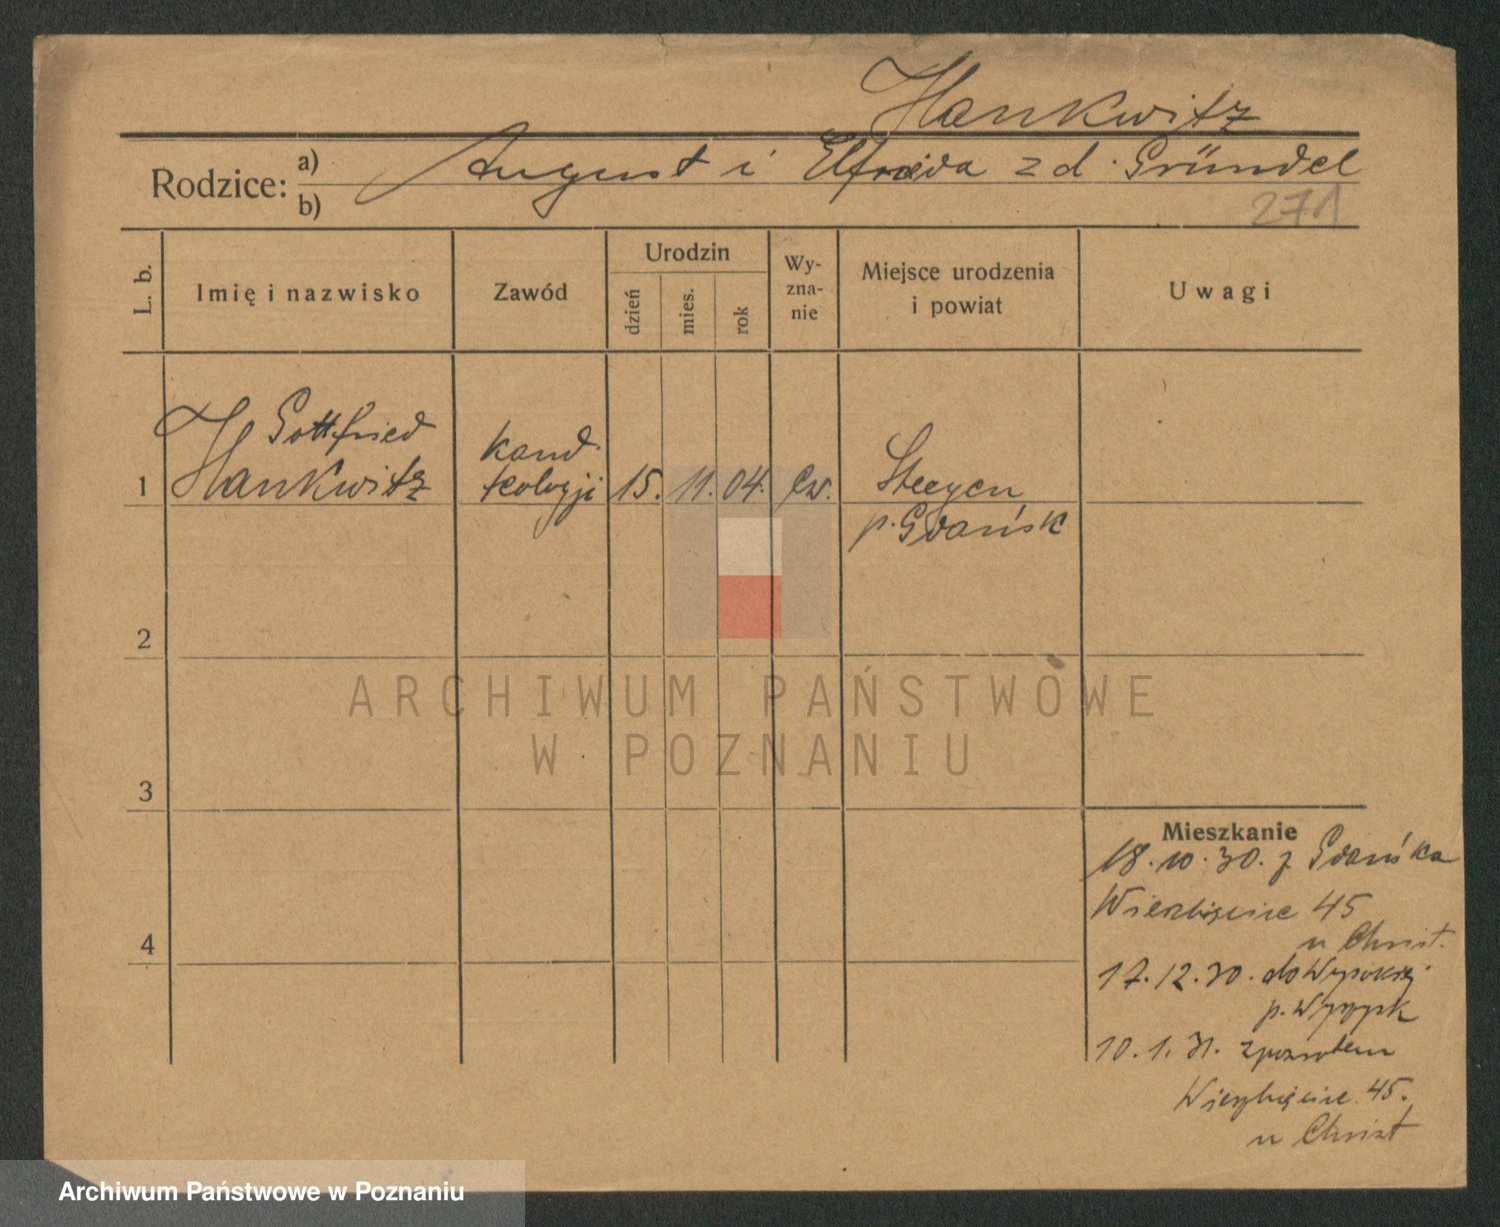 Hankwitz
Rodzice: a) August i Elfrieda z d. Gründel
b)
271
L. b.
Imię i nazwisko
Zawód
Urodzin
dzień
mies.
rok
Wy-
zna-
nie
Miejsce urodzenia
i powiat
Uwagi
Gottfried
kand.
1 Hankwitz teologji 15. 11. 04. Ew. Steegen
p. Gdańsk
2
3
4
ARCHIWUM PAŃSTWOWE
W POZNANIU
Mieszkanie
18.10.30. z Gdańska
Wierzbięcice 45
u Christ.
17.12.30. do Wysokiej
p. Wyrzysk
10.1.31. zpowrotem
Wierzbięcice 45.
u Christ
Archiwum Państwowe w Poznaniu